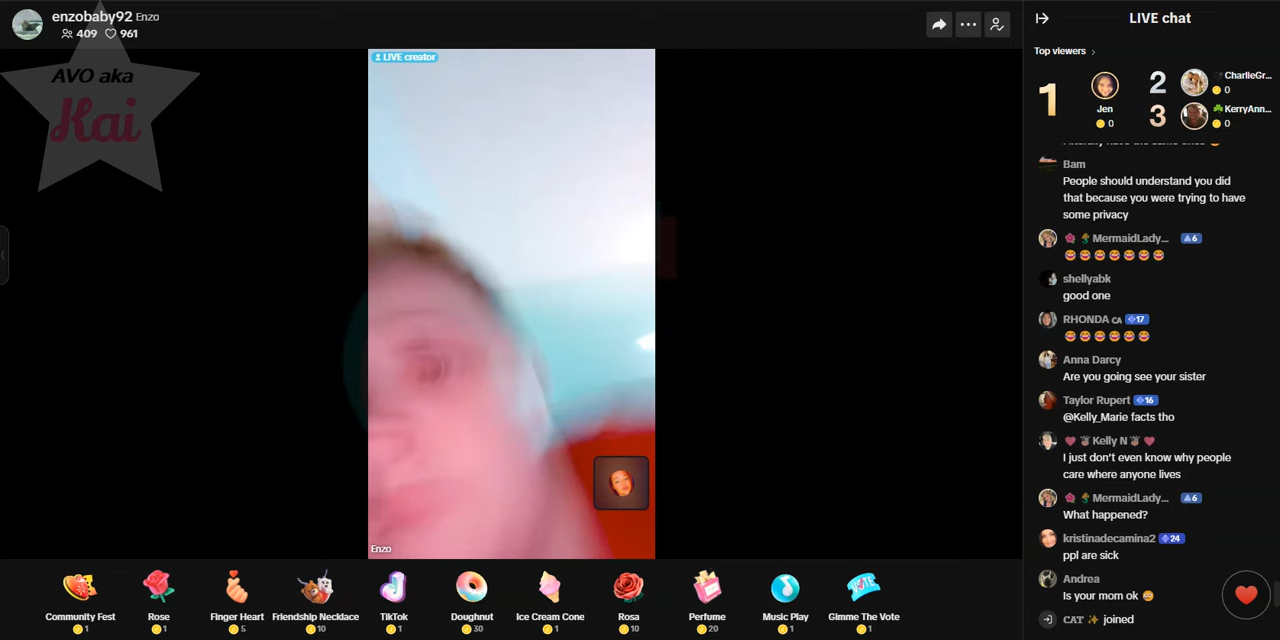 enzobaby92 Enzo
409 961
AVO aka
Kai
LIVE creator
Enzo
Community Fest
1
Rose
1
Finger Heart
5
Friendship Necklace
10
TikTok
1
Doughnut
30
Ice Cream Cone
1
Rosa
10
Perfume
20
Music Play
1
Gimme The Vote
1
LIVE chat
Top viewers
1
Jen
0
2
CharlieGr...
0
3
KerryAnn...
0
Bam
People should understand you did
that because you were trying to have
some privacy
MermaidLady... 6
shellyabk
good one
RHONDA CA 17
Anna Darcy
Are you going see your sister
Taylor Rupert 16
@Kelly_Marie facts tho
Kelly N
I just don't even know why people
care where anyone lives
MermaidLady... 6
What happened?
kristinadecamina2 24
ppl are sick
Andrea
Is your mom ok
CAT joined